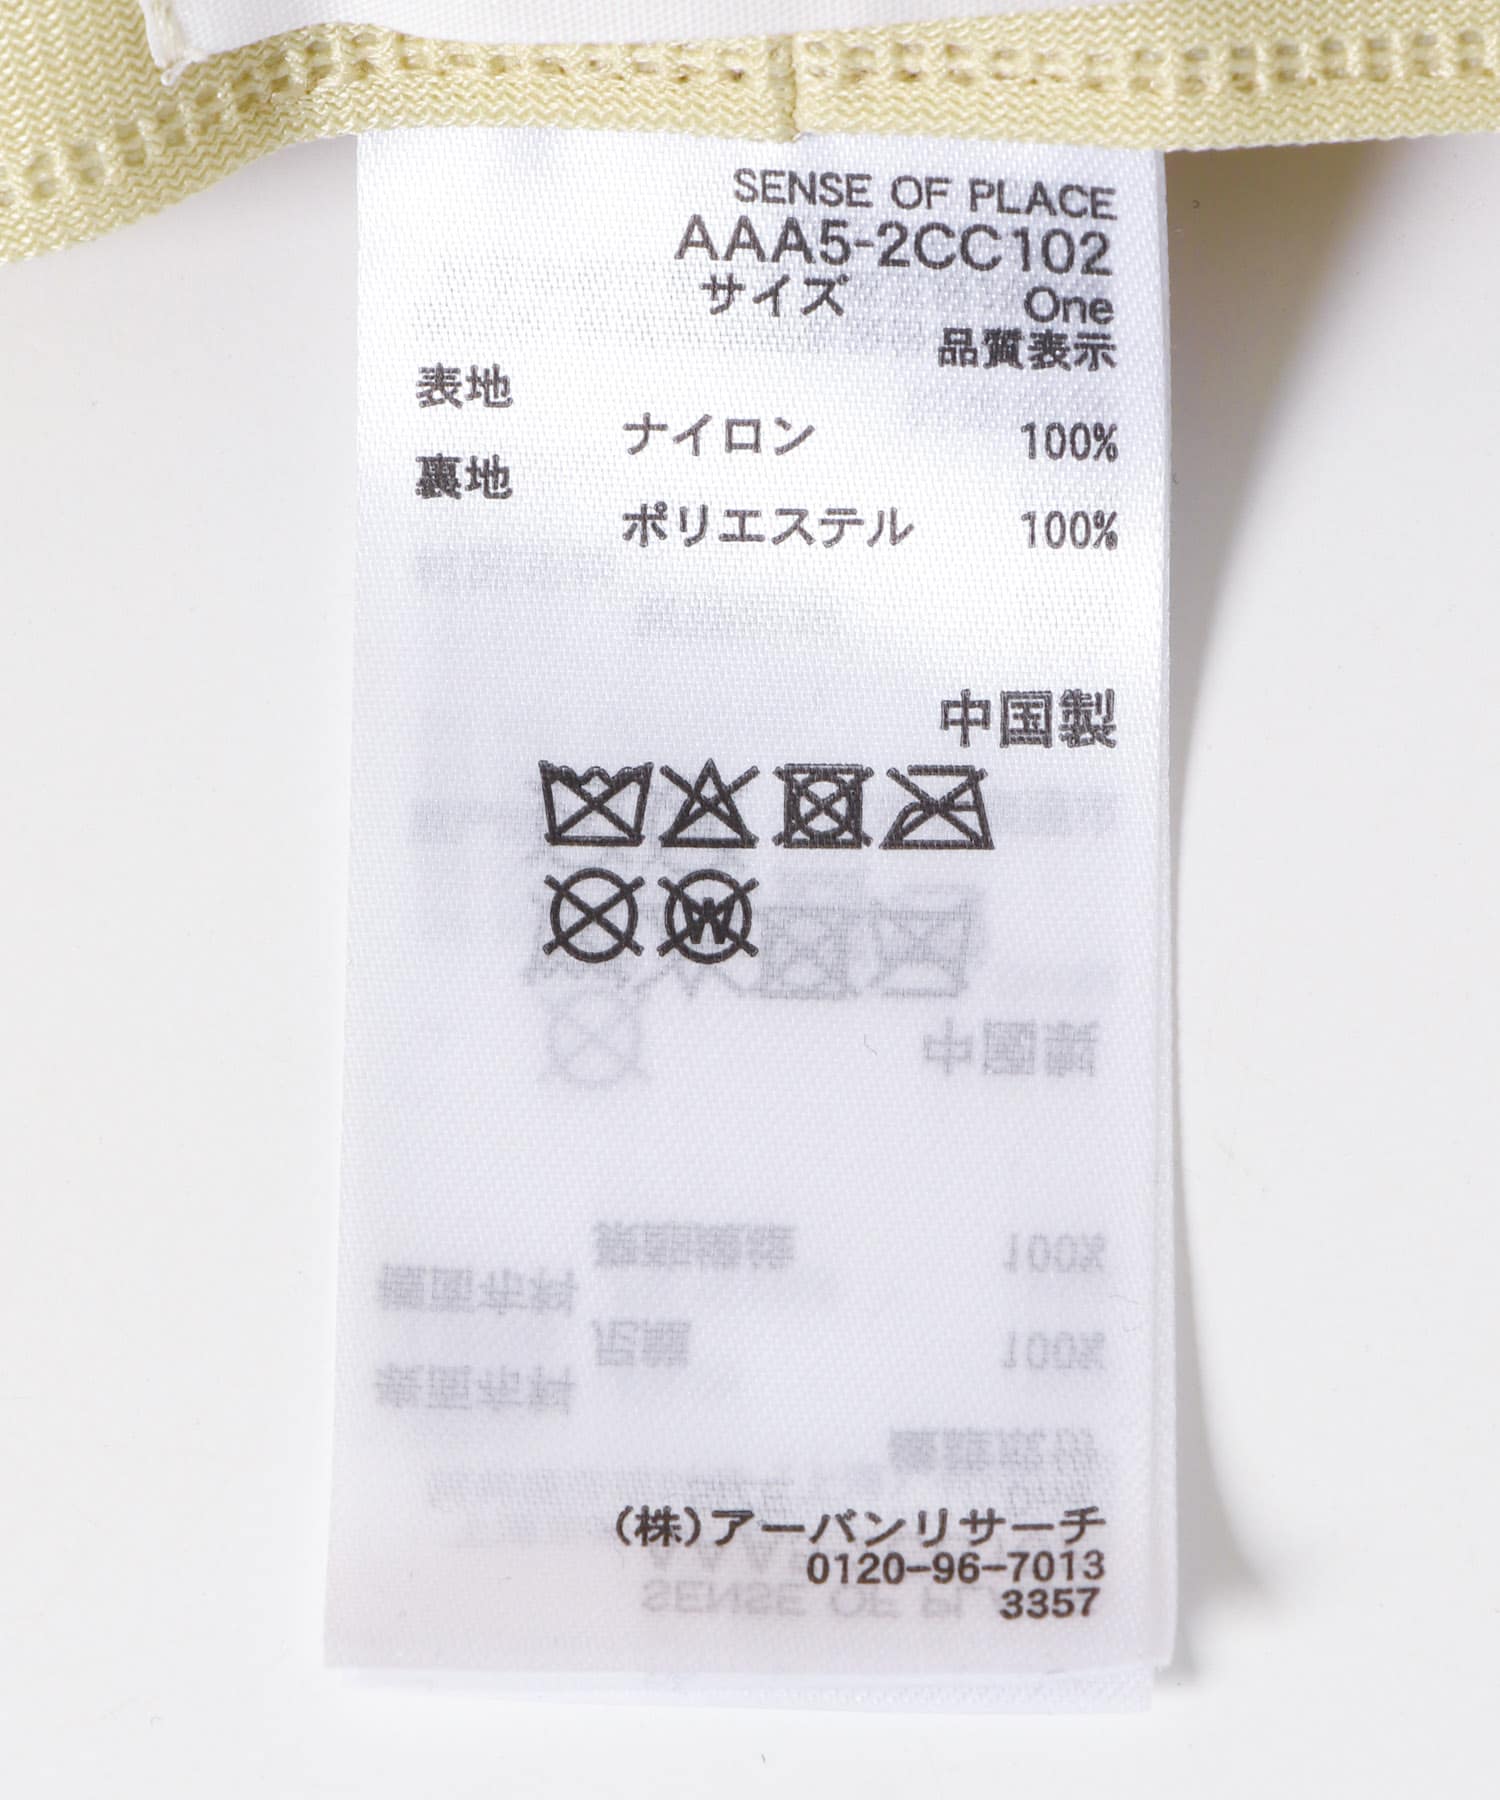 SENSE OF PLACE
AAA5-2CC102
サイズ One
品質表示
表地
ナイロン 100%
裏地
ポリエステル 100%
中国製
W
(株)アーバンリサーチ
0120-96-7013
3357